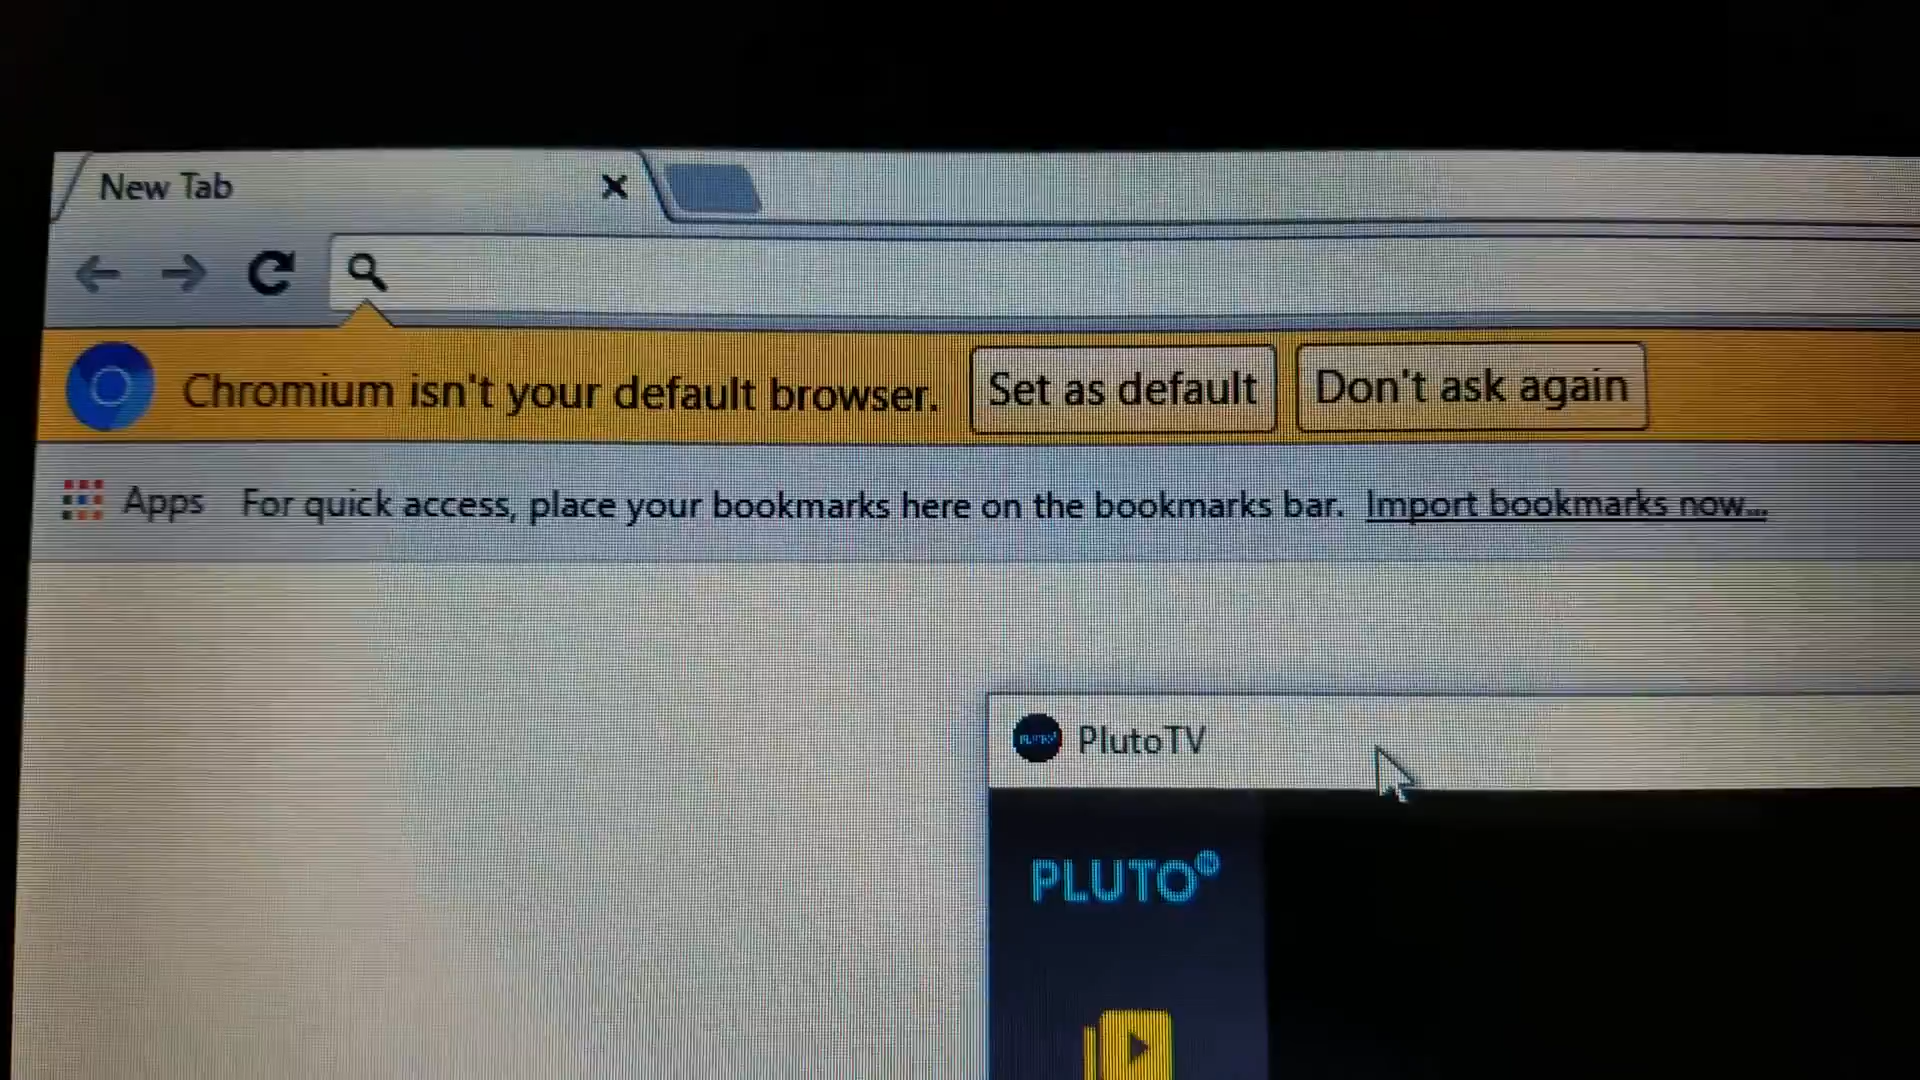 New Tab
Chromium isn't your default browser. Set as default Don't ask again
Apps For quick access, place your bookmarks here on the bookmarks bar. Import bookmarks now...
PlutoTV
PLUTO